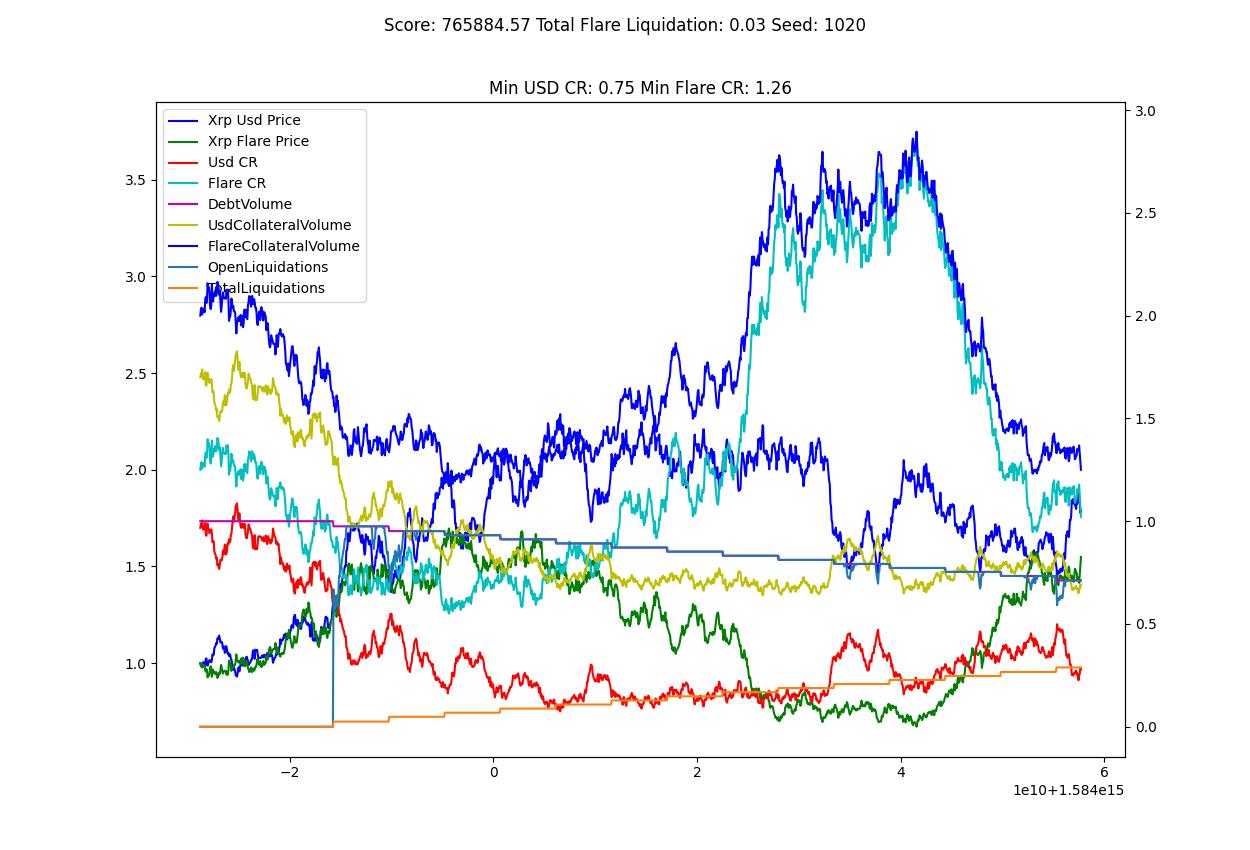 Score: 765884.57 Total Flare Liquidation: 0.03 Seed: 1020
Min USD CR: 0.75 Min Flare CR: 1.26
Xrp Usd Price
Xrp Flare Price
Usd CR
Flare CR
DebtVolume
UsdCollateralVolume
FlareCollateralVolume
OpenLiquidations
TotalLiquidations
3.5
3.0
2.5
2.0
1.5
1.0
3.0
2.5
2.0
1.5
1.0
0.5
0.0
−2
0
2
4
6
1e10+1.584e15